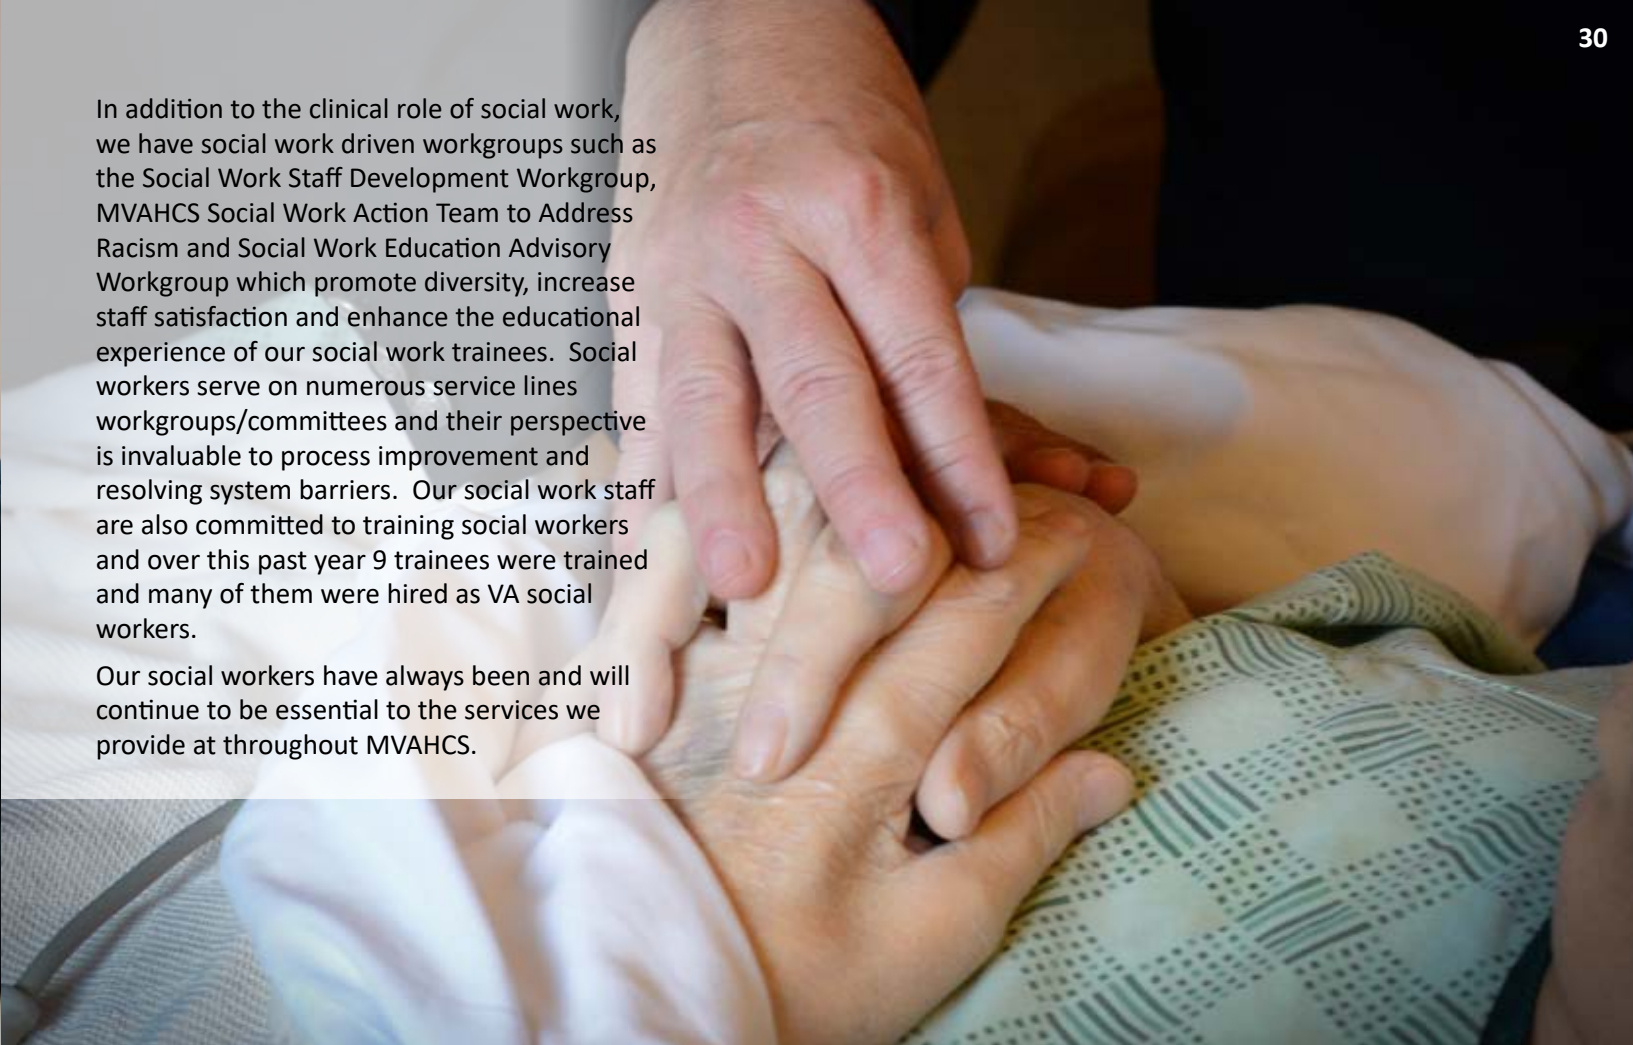 30
In addition to the clinical role of social work,
we have social work driven workgroups such as
the Social Work Staff Development Workgroup,
MVAHCS Social Work Action Team to Address
Racism and Social Work Education Advisory
Workgroup which promote diversity, increase
staff satisfaction and enhance the educational
experience of our social work trainees.  Social
workers serve on numerous service lines
workgroups/committees and their perspective
is invaluable to process improvement and
resolving system barriers.  Our social work staff
are also committed to training social workers
and over this past year 9 trainees were trained
and many of them were hired as VA social
workers.
Our social workers have always been and will
continue to be essential to the services we
provide at throughout MVAHCS.